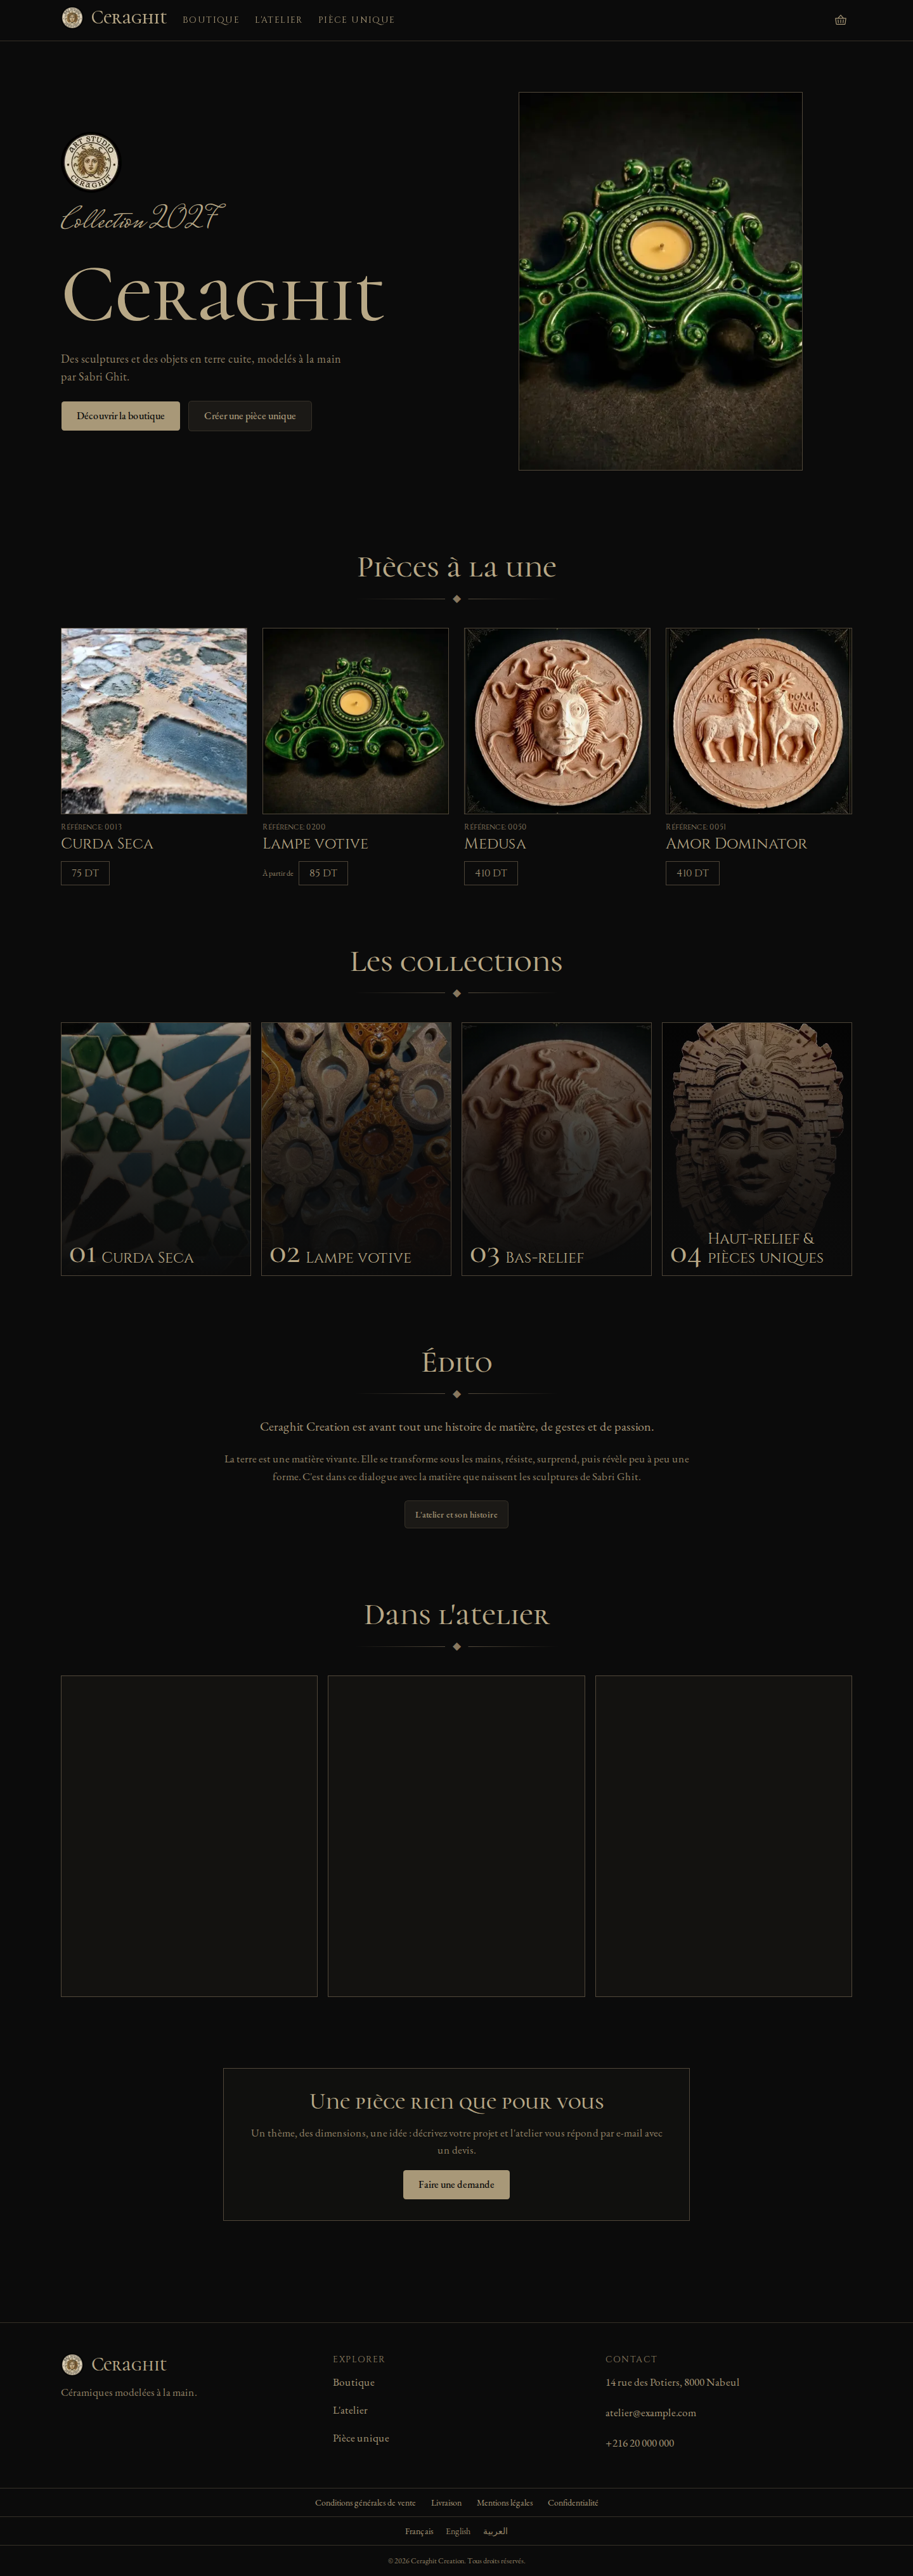 Ceraghit
BOUTIQUE
L'ATELIER
PIÈCE UNIQUE
ART STUDIO
CERAGHIT
Collection 2027
Ceraghit
Des sculptures et des objets en terre cuite, modelés à la main
par Sabri Ghit.
Découvrir la boutique
Créer une pièce unique
Pièces à la une
Référence: 0011
Curda Seca
75 DT
Référence: 0200
Lampe votive
À partir de
85 DT
Référence: 0050
Medusa
410 DT
AMOR
DOMI
NATOR
Référence: 0051
Amor Dominator
410 DT
Les collections
01 Curda Seca
02 Lampe votive
03 Bas-relief
04 Haut-relief &
pièces uniques
Édito
Ceraghit Creation est avant tout une histoire de matière, de gestes et de passion.
La terre est une matière vivante. Elle se transforme sous les mains, résiste, surprend, puis révèle peu à peu une
forme. C'est dans ce dialogue avec la matière que naissent les sculptures de Sabri Ghit.
L'atelier et son histoire
Dans l'atelier
Une pièce rien que pour vous
Un thème, des dimensions, une idée : décrivez votre projet et l'atelier vous répond par e-mail avec
un devis.
Faire une demande
Ceraghit
Céramiques modelées à la main.
EXPLORER
Boutique
L'atelier
Pièce unique
CONTACT
14 rue des Potiers, 8000 Nabeul
atelier@example.com
+216 20 000 000
Conditions générales de vente
Livraison
Mentions légales
Confidentialité
Français
English
العربية
© 2026 Ceraghit Creation. Tous droits réservés.